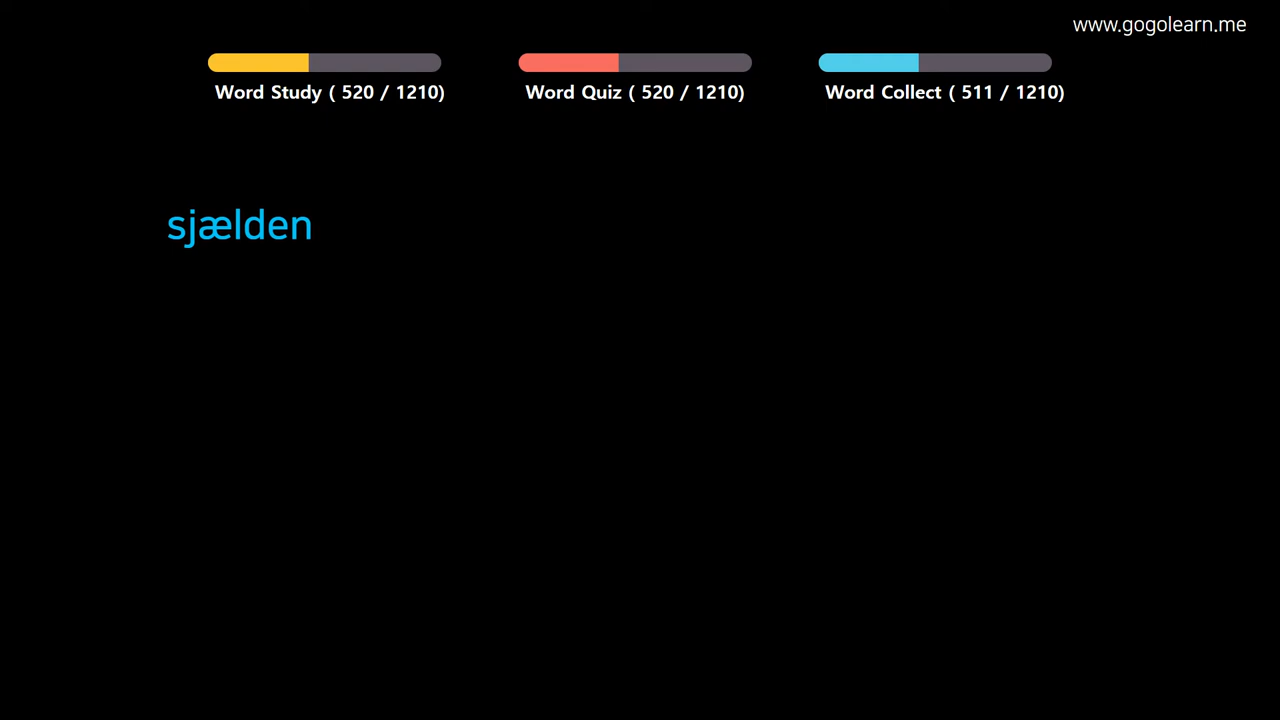 www.gogolearn.me
Word Study ( 520 / 1210)
Word Quiz ( 520 / 1210)
Word Collect ( 511 / 1210)
sjælden